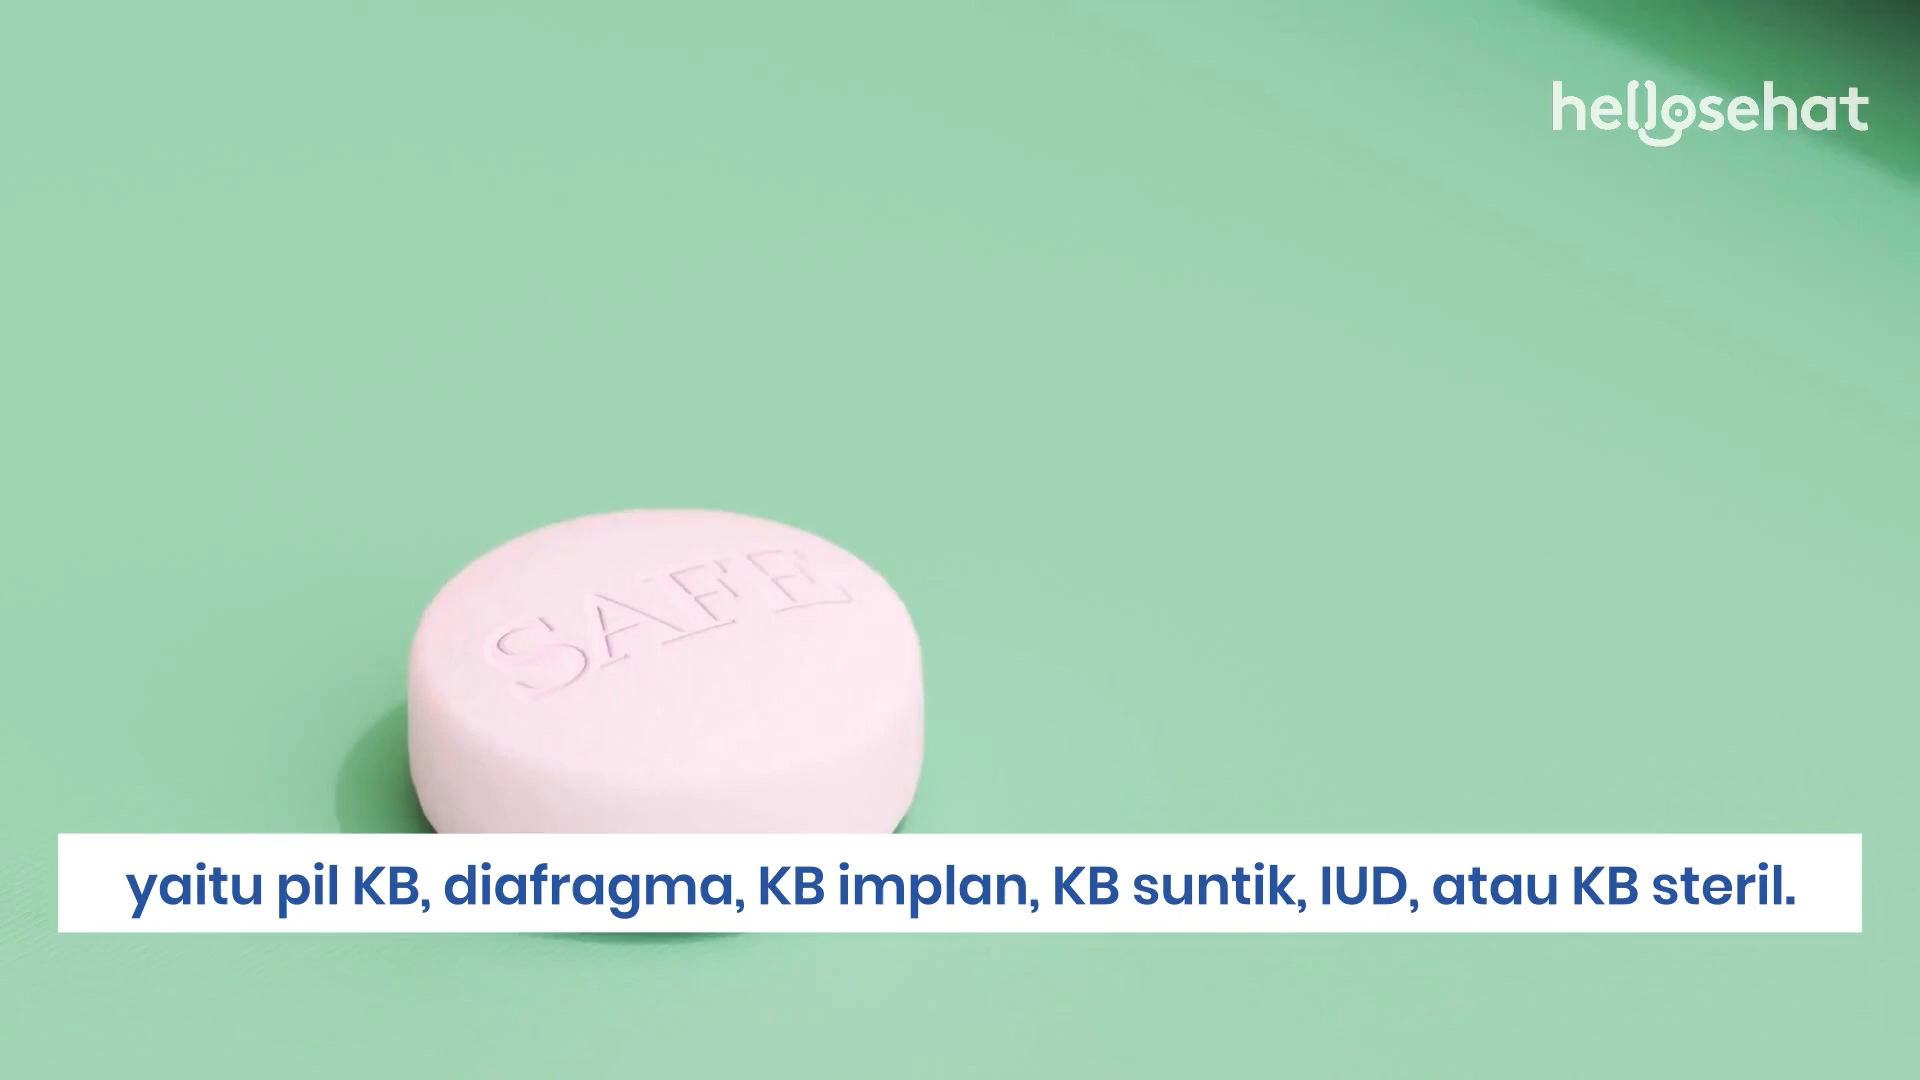 hellosehat
SAFE
yaitu pil KB, diafragma, KB implan, KB suntik, IUD, atau KB steril.